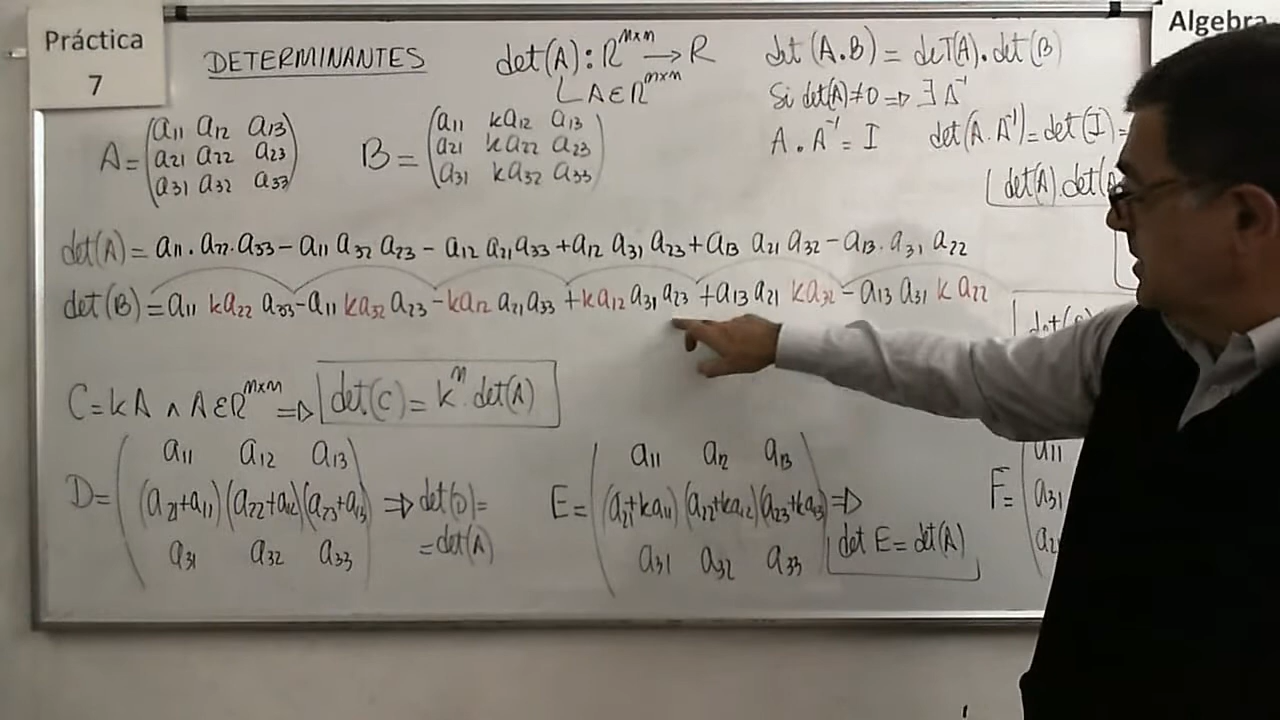 Práctica
7
Algebra
DETERMINANTES
det(A): R^{n×n} → R
A ∈ R^{n×n}
det(A.B) = deT(A).det(B)
Si det(A)≠0 ⇒ ∃ A^{-1}
A . A^{-1} = I
det(A.A^{-1})=det(I)=
det(A).det(A
A= (a11 a12 a13
a21 a22 a23
a31 a32 a33)
B= (a11 ka12 a13
a21 ka22 a23
a31 ka32 a33)
det(A)= a11.a22.a33 - a11 a32 a23 - a12 a21 a33 + a12 a31 a23 + a13 a21 a32 - a13.a31 a22
det(B)= a11 ka22 a33 - a11 ka32 a23 - ka12 a21 a33 + ka12 a31 a23 + a13 a21 ka32 - a13 a31 k a22
C=kA ∧ A∈R^{n×n} ⇒ det(C)= k^n.det(A)
D= (a11 a12 a13
(a21+a11) (a22+a12) (a23+a13)
a31 a32 a33)
⇒ det(D)=
=det(A)
E= (a11 a12 a13
(a21+ka11) (a22+ka12) (a23+ka13)
a31 a32 a33)
⇒
det E = det(A)
F= (a11
a31
a2